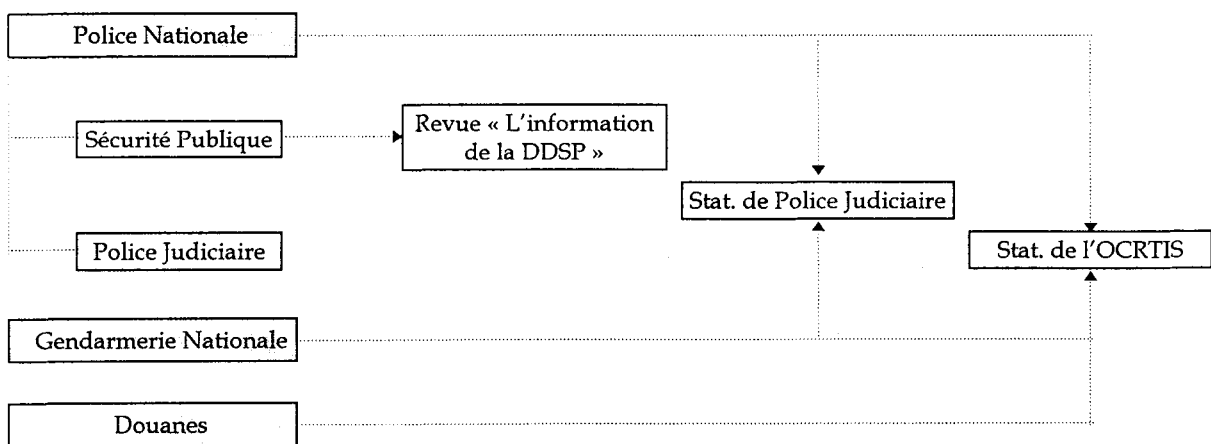 Police Nationale
Sécurité Publique
Revue « L'information
de la DDSP »
Stat. de Police Judiciaire
Police Judiciaire
Stat. de l'OCRTIS
Gendarmerie Nationale
Douanes